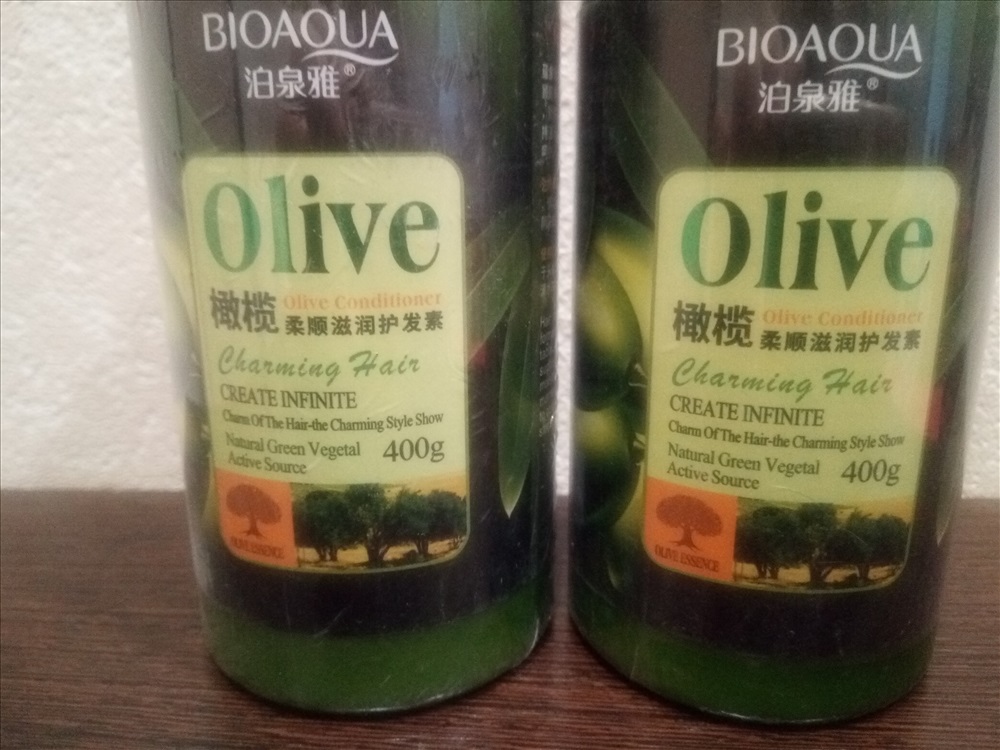 BIOAQUA
泊泉雅®
Olive
橄榄 Olive Conditioner
柔顺滋润护发素
Charming Hair
CREATE INFINITE
Charm Of The Hair-the Charming Style Show
Natural Green Vegetal
Active Source
400g
OLIVE ESSENCE
BIOAQUA
泊泉雅®
Olive
橄榄 Olive Conditioner
柔顺滋润护发素
Charming Hair
CREATE INFINITE
Charm Of The Hair-the Charming Style Show
Natural Green Vegetal
Active Source
400g
OLIVE ESSENCE